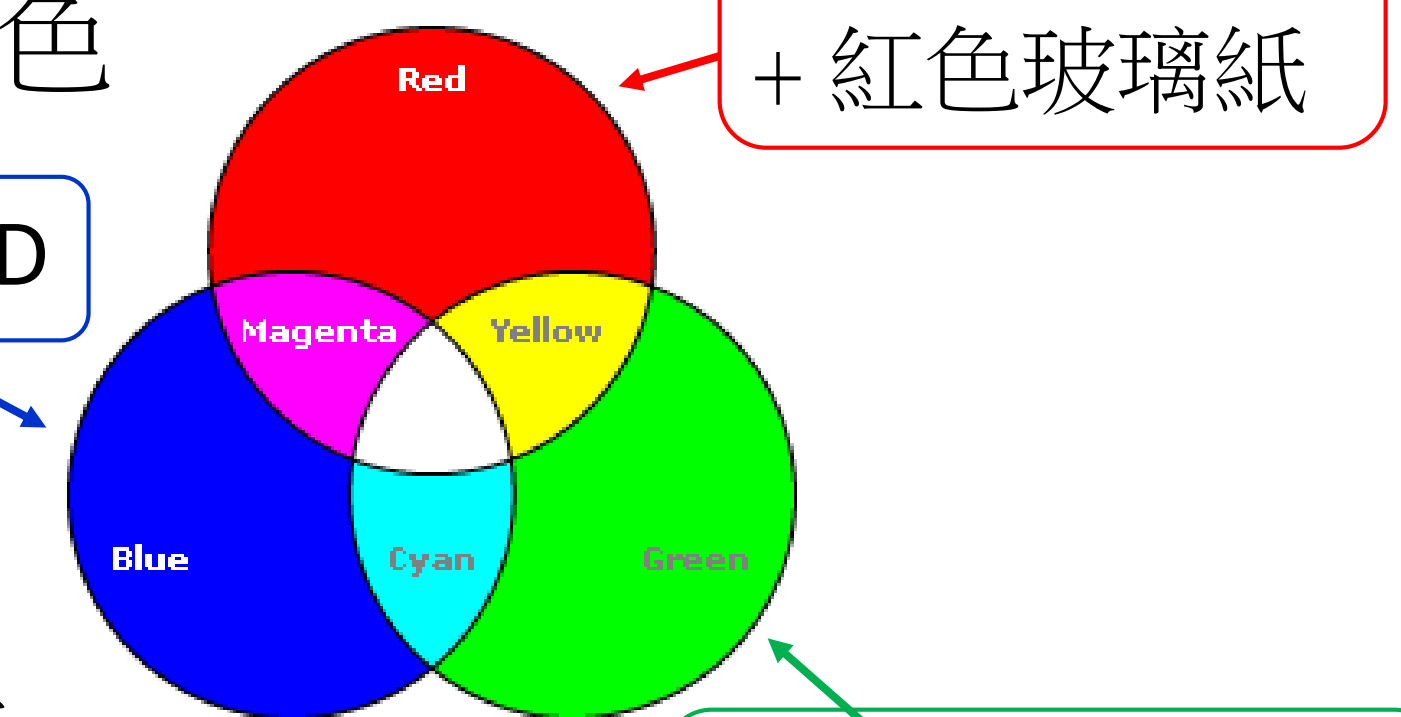 色
+ 紅色玻璃紙
Red
D
Magenta
Yellow
Blue
Cyan
Green